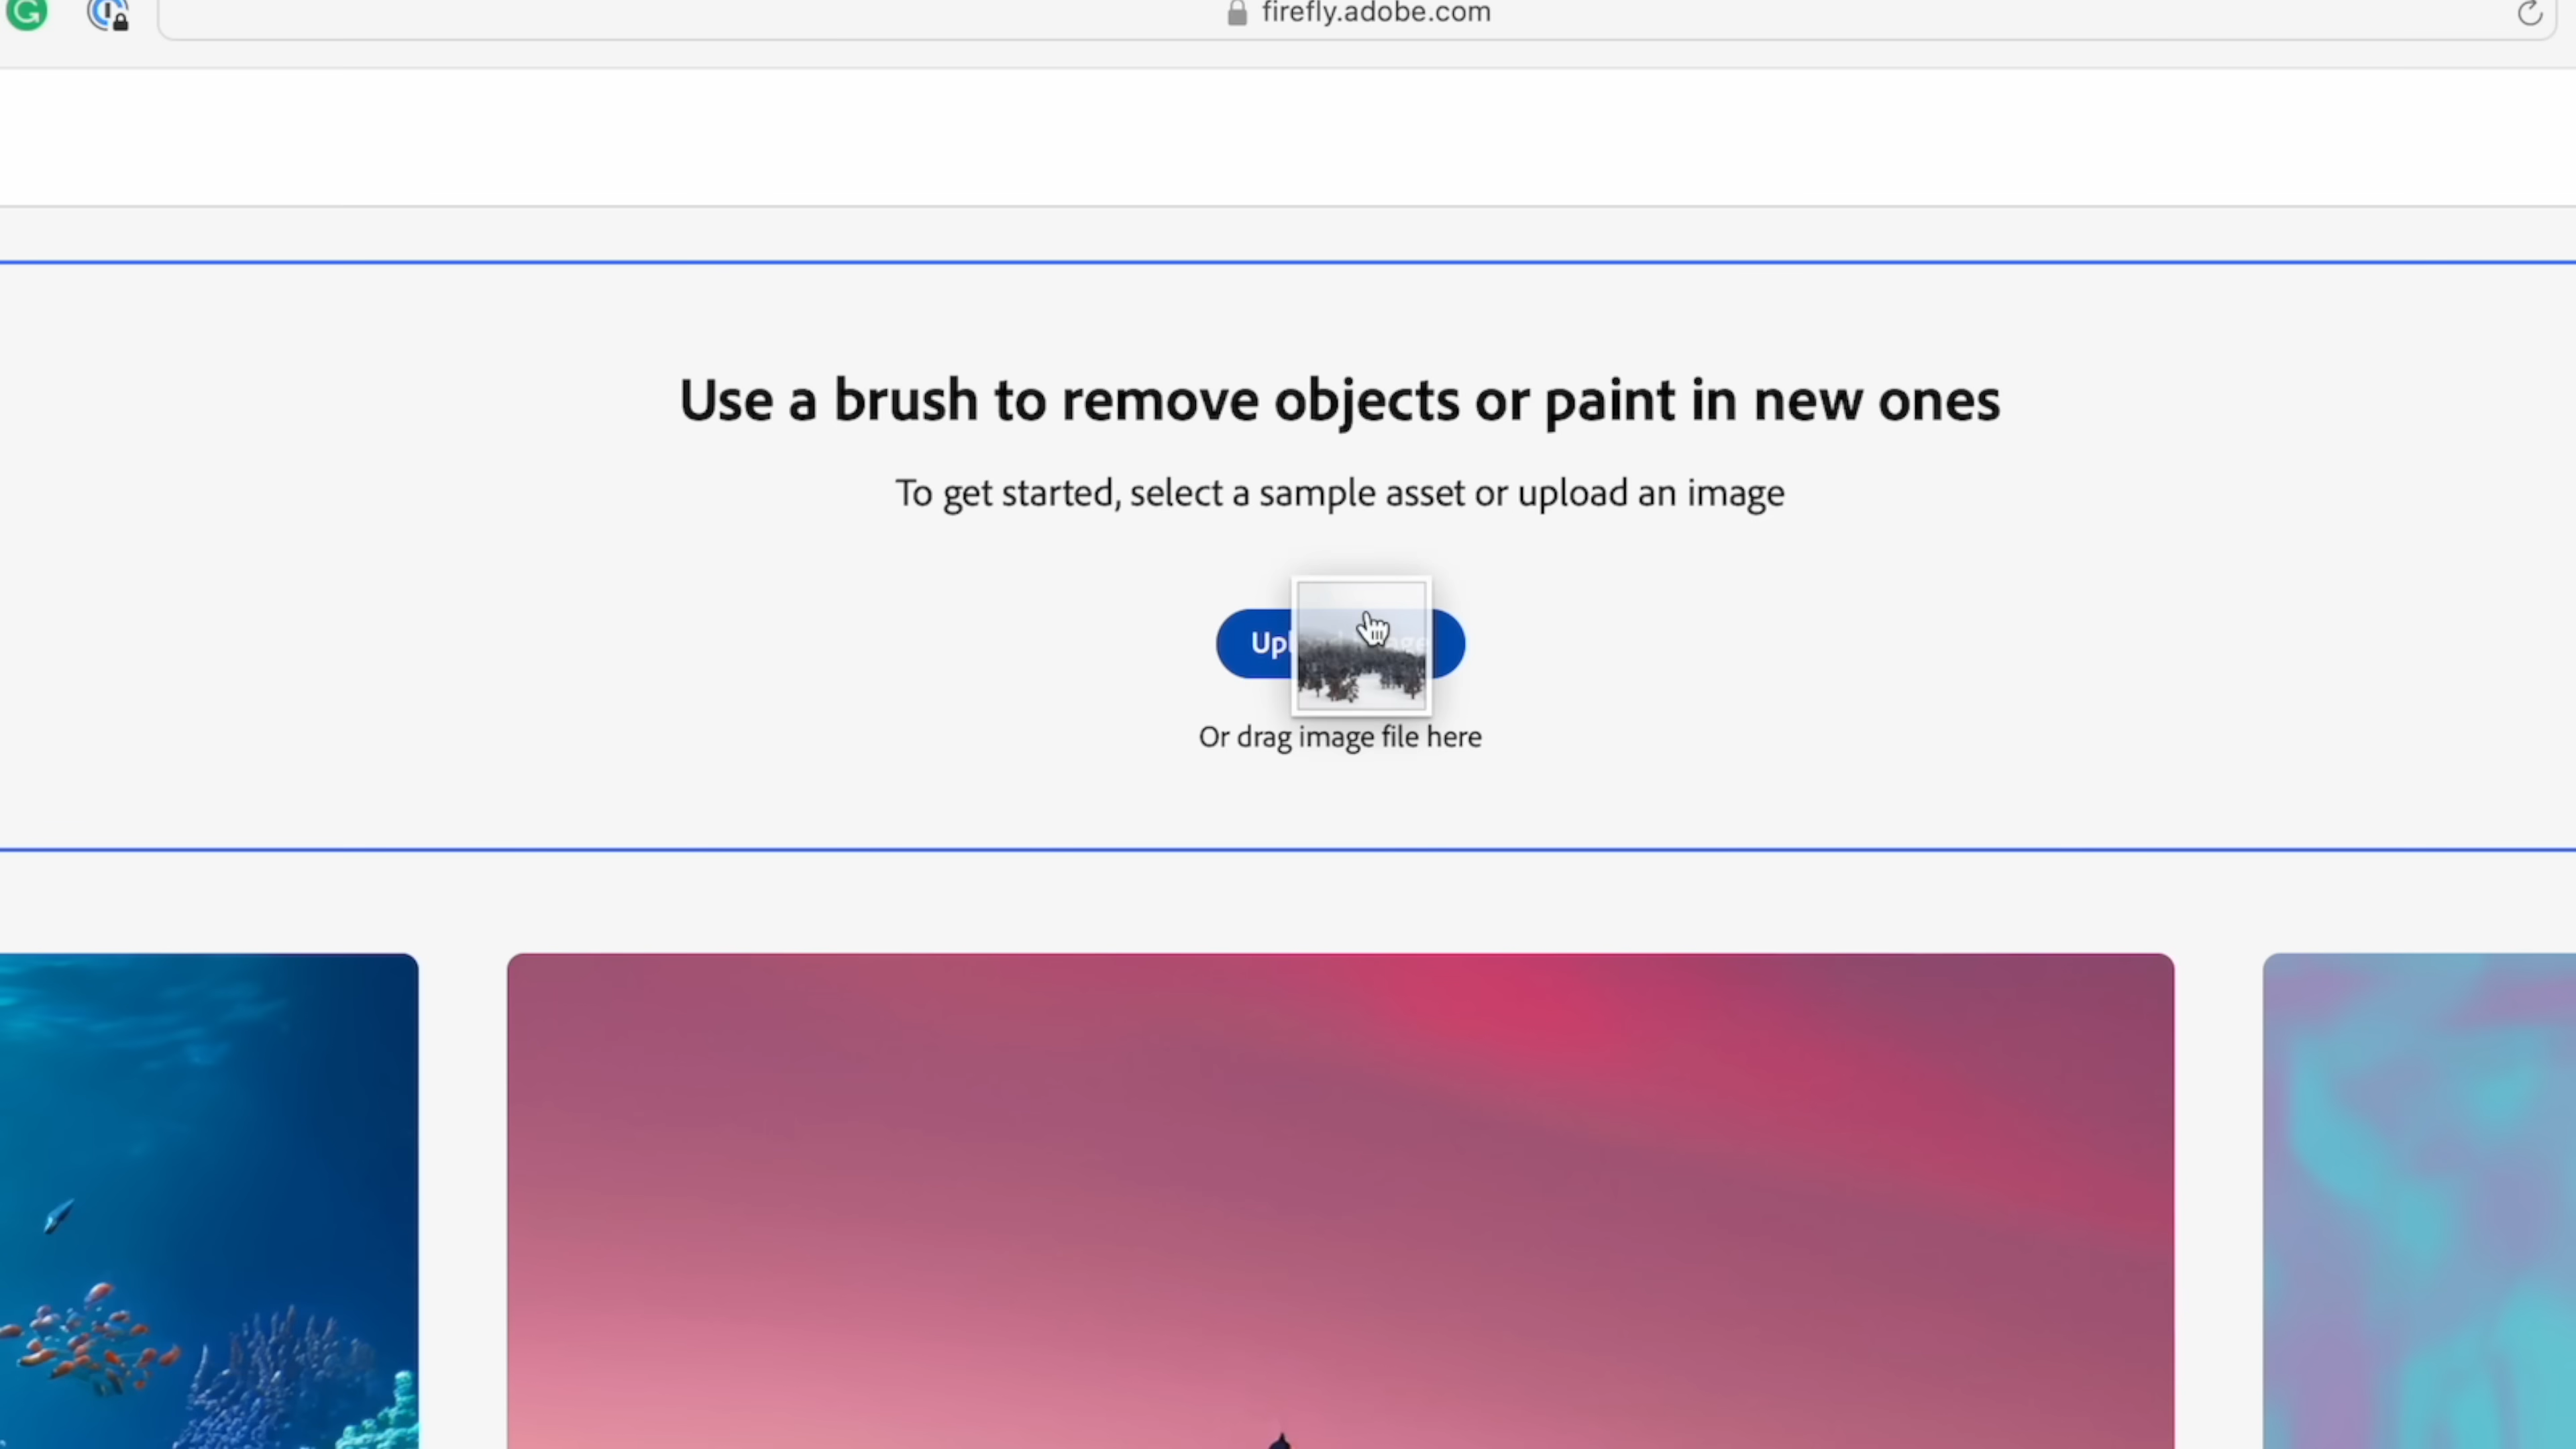 firefly.adobe.com
Use a brush to remove objects or paint in new ones
To get started, select a sample asset or upload an image
Or drag image file here